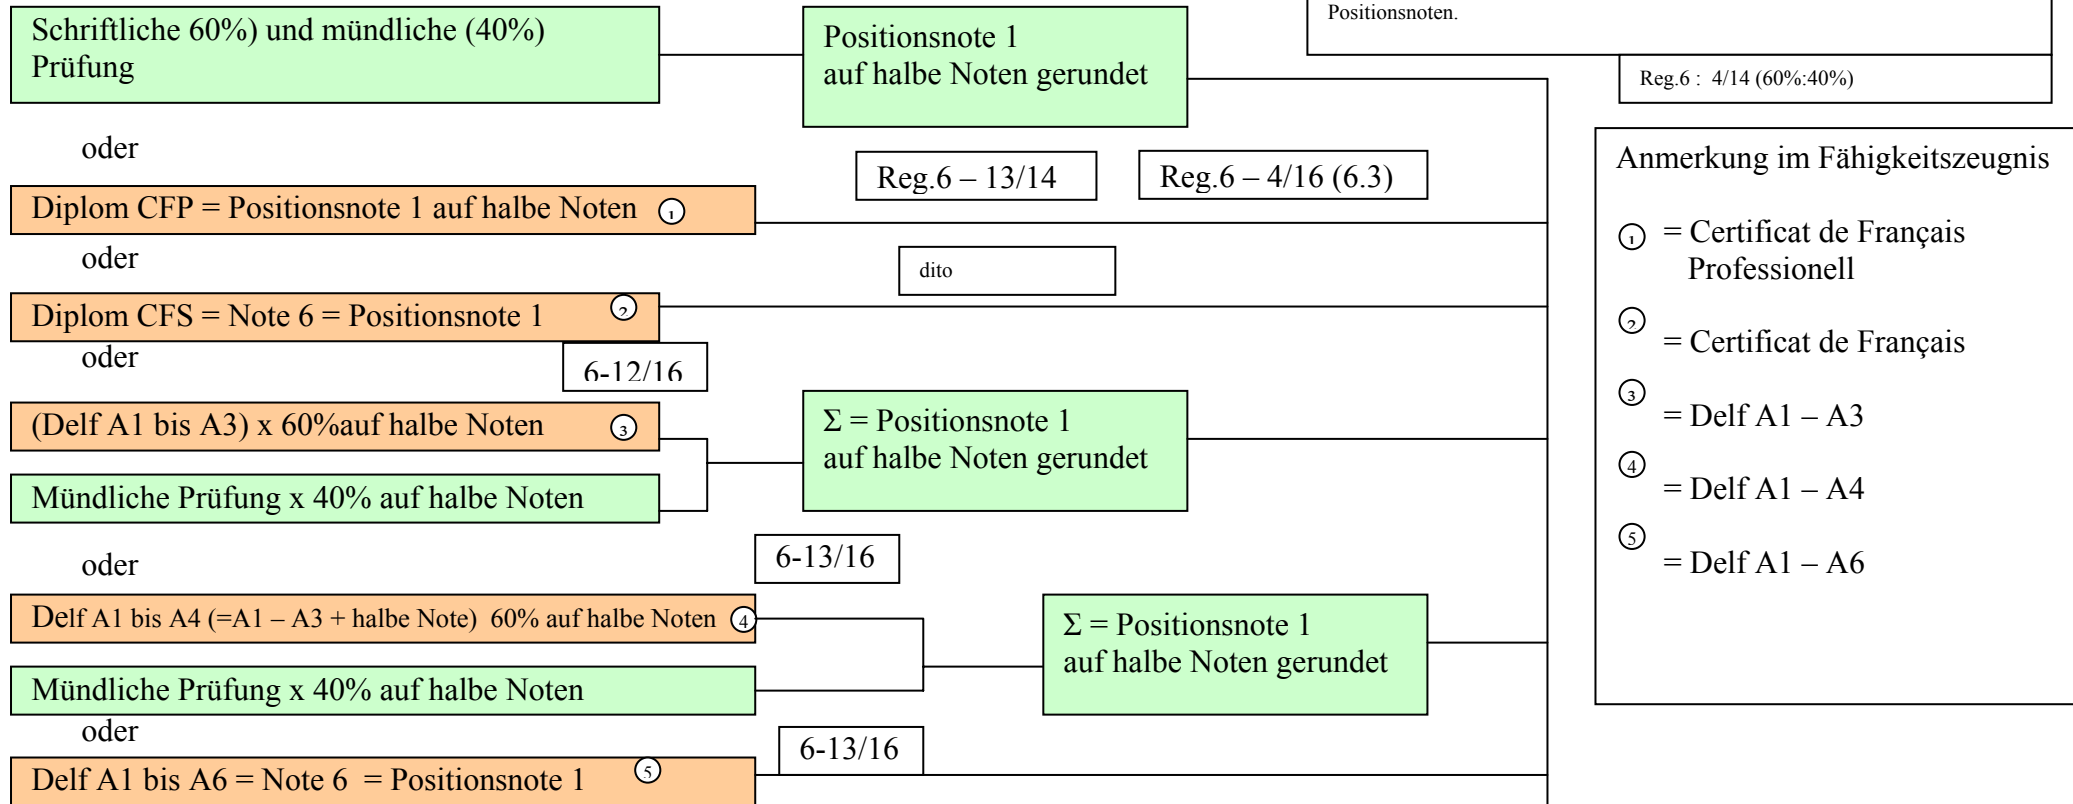 Positionsnoten.
Schriftliche 60%) und mündliche (40%)
Prüfung
Positionsnote 1
auf halbe Noten gerundet
Reg.6 : 4/14 (60%:40%)
oder
Reg.6 – 13/14
Reg.6 – 4/16 (6.3)
Diplom CFP = Positionsnote 1 auf halbe Noten 1
oder
dito
Diplom CFS = Note 6 = Positionsnote 1 2
oder
6-12/16
(Delf A1 bis A3) x 60%auf halbe Noten 3
Mündliche Prüfung x 40% auf halbe Noten
Σ = Positionsnote 1
auf halbe Noten gerundet
oder
6-13/16
Delf A1 bis A4 (=A1 – A3 + halbe Note) 60% auf halbe Noten 4
Mündliche Prüfung x 40% auf halbe Noten
Σ = Positionsnote 1
auf halbe Noten gerundet
oder
6-13/16
Delf A1 bis A6 = Note 6 = Positionsnote 1 5
Anmerkung im Fähigkeitszeugnis
1 = Certificat de Français
Professionell
2 = Certificat de Français
3 = Delf A1 – A3
4 = Delf A1 – A4
5 = Delf A1 – A6